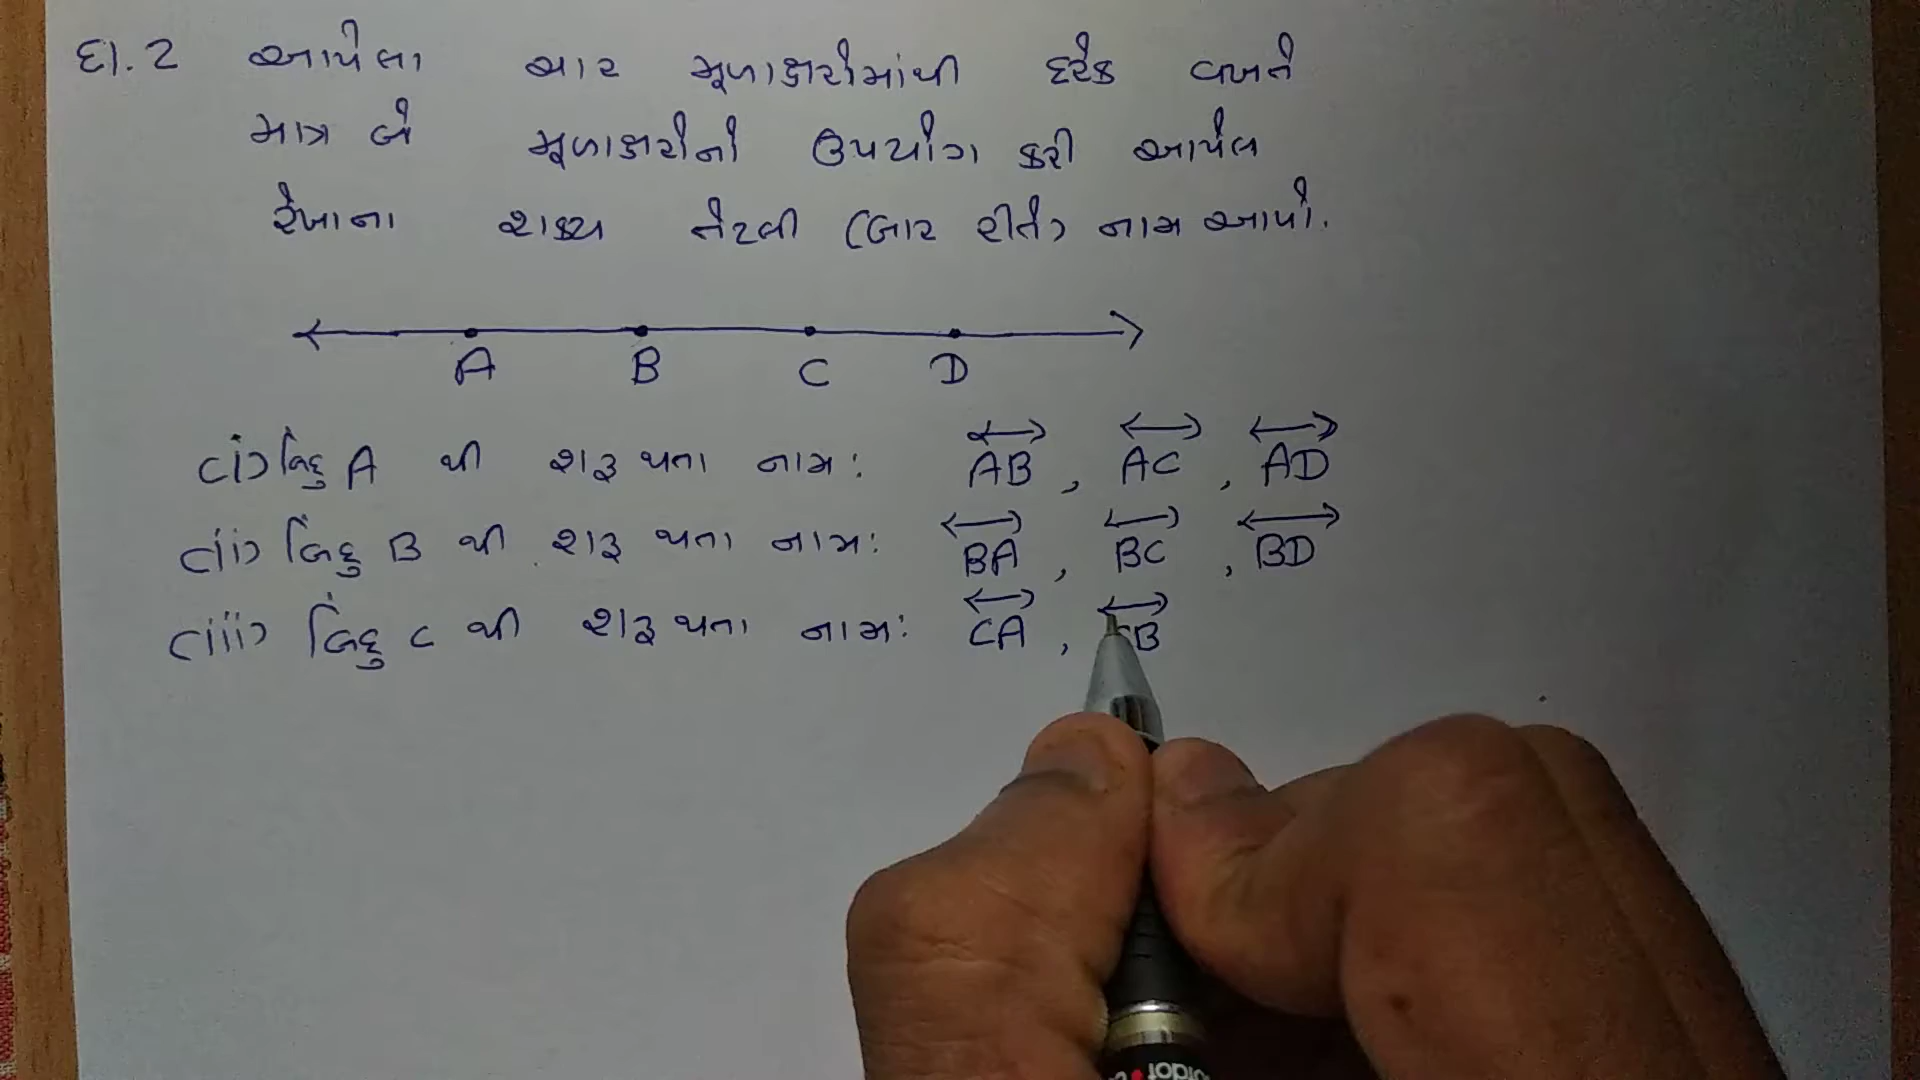 દા.2 આપેલા ચાર મૂળાક્ષરોમાંથી દરેક વખતે
માત્ર બે મૂળાક્ષરોનો ઉપયોગ કરી આપેલ
રેખાના શક્ય તેટલી (બાર રીતે) નામ આપો.
A B C D
(i) બિંદુ A થી શરૂ થતા નામ: AB, AC, AD
(ii) બિંદુ B થી શરૂ થતા નામ: BA, BC, BD
(iii) બિંદુ C થી શરૂ થતા નામ: CA, CB